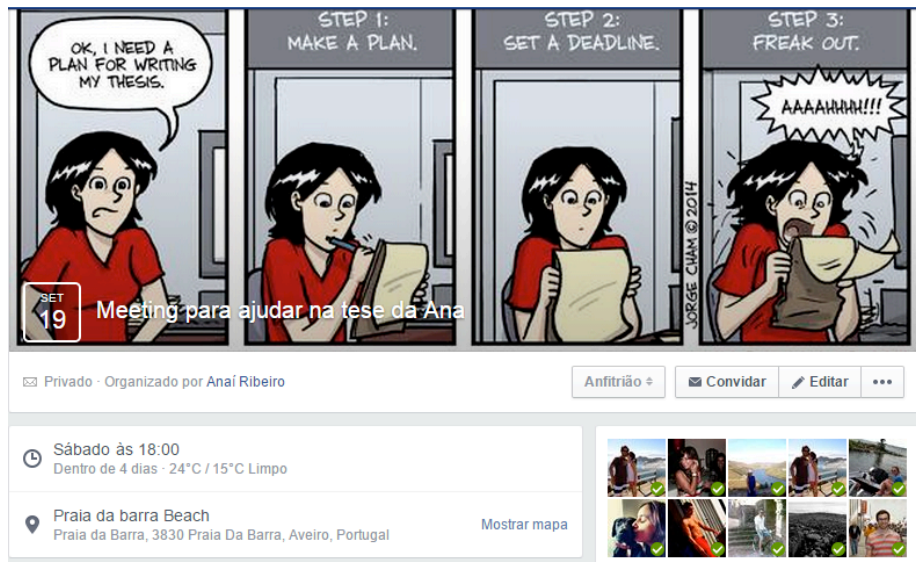 OK, I NEED A
PLAN FOR WRITING
MY THESIS.
STEP 1:
MAKE A PLAN.
STEP 2:
SET A DEADLINE.
STEP 3:
FREAK OUT.
AAAAHHHH!!!
JORGE CHAM © 2014
SET
19
Meeting para ajudar na tese da Ana
Privado · Organizado por Anaí Ribeiro
Anfitrião
Convidar
Editar
Sábado às 18:00
Dentro de 4 dias · 24°C / 15°C Limpo
Praia da barra Beach
Praia da Barra, 3830 Praia Da Barra, Aveiro, Portugal
Mostrar mapa